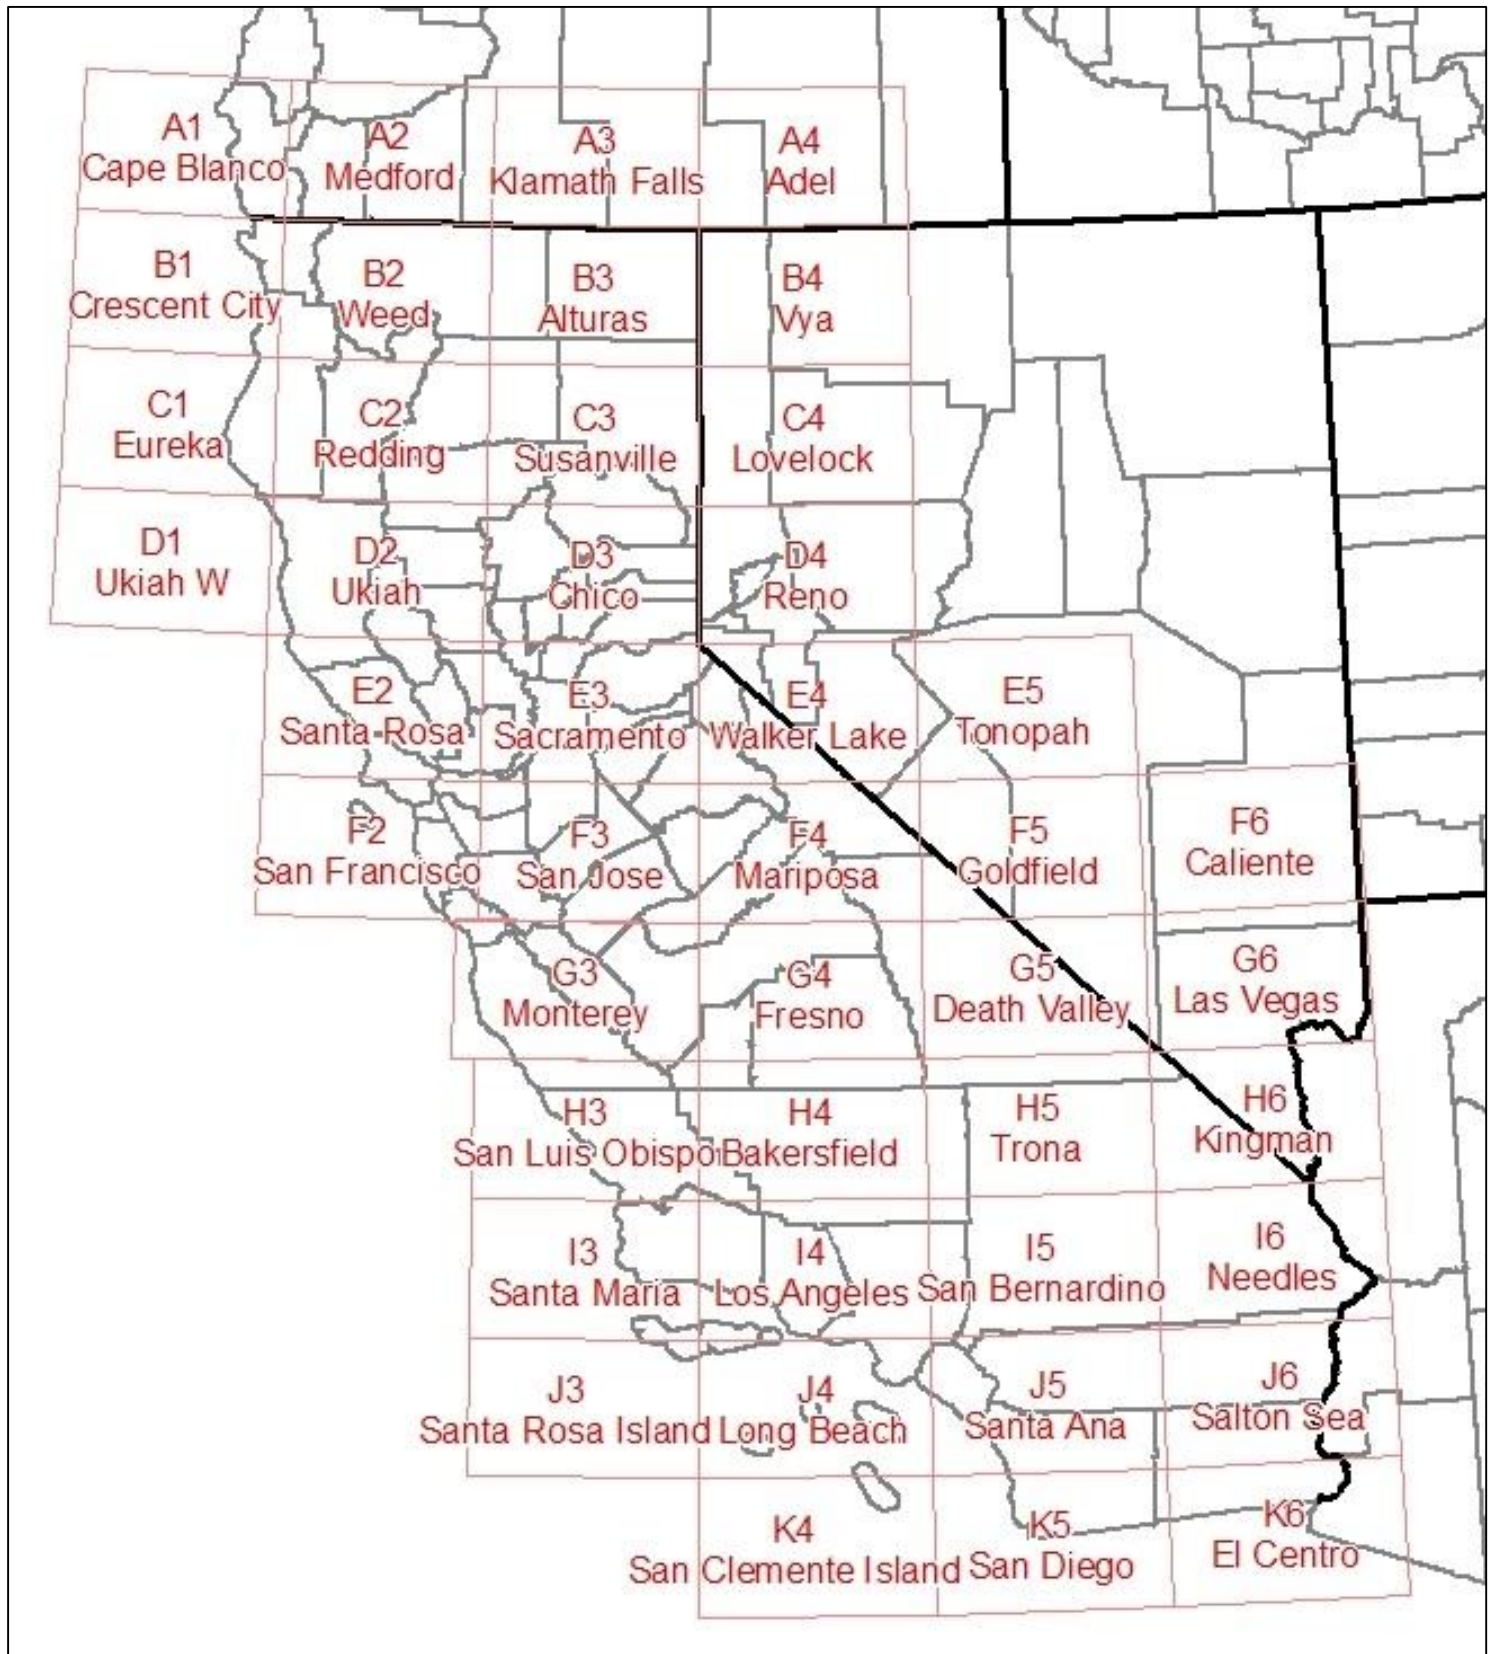 A1
Cape Blanco
A2
Medford
A3
Klamath Falls
A4
Adel
B1
Crescent City
B2
Weed
B3
Alturas
B4
Vya
C1
Eureka
C2
Redding
C3
Susanville
C4
Lovelock
D1
Ukiah W
D2
Ukiah
D3
Chico
D4
Reno
E2
Santa Rosa
E3
Sacramento
E4
Walker Lake
E5
Tonopah
F2
San Francisco
F3
San Jose
F4
Mariposa
F5
Goldfield
F6
Caliente
G3
Monterey
G4
Fresno
G5
Death Valley
G6
Las Vegas
H3
San Luis Obispo
H4
Bakersfield
H5
Trona
H6
Kingman
I3
Santa Maria
I4
Los Angeles
I5
San Bernardino
I6
Needles
J3
Santa Rosa Island
J4
Long Beach
J5
Santa Ana
J6
Salton Sea
K4
San Clemente Island
K5
San Diego
K6
El Centro